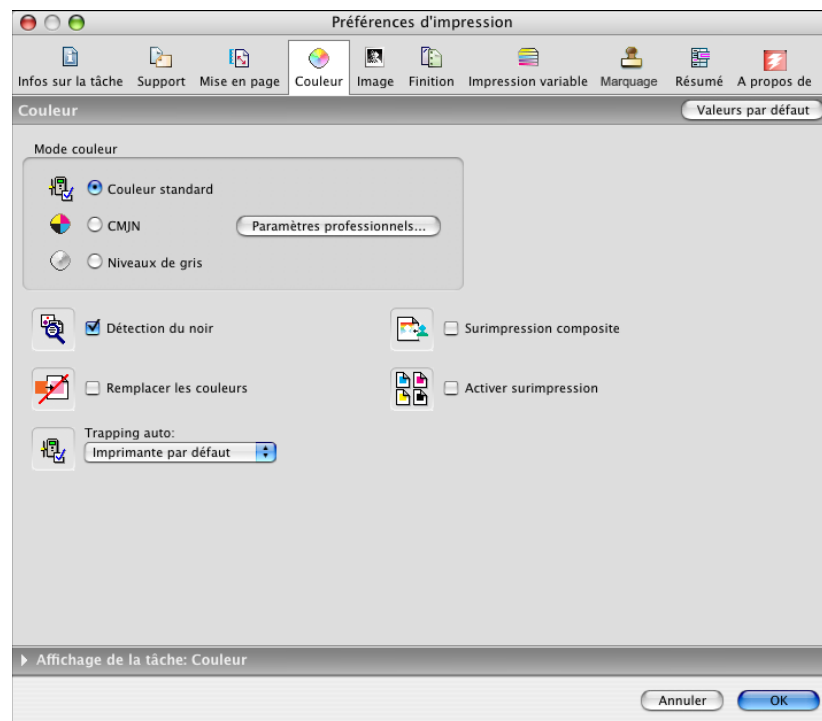 Préférences d'impression
Infos sur la tâche Support Mise en page Couleur Image Finition Impression variable Marquage Résumé A propos de
Couleur Valeurs par défaut
Mode couleur
Couleur standard
CMJN Paramètres professionnels...
Niveaux de gris
Détection du noir Surimpression composite
Remplacer les couleurs Activer surimpression
Trapping auto:
Imprimante par défaut
Affichage de la tâche: Couleur
Annuler OK